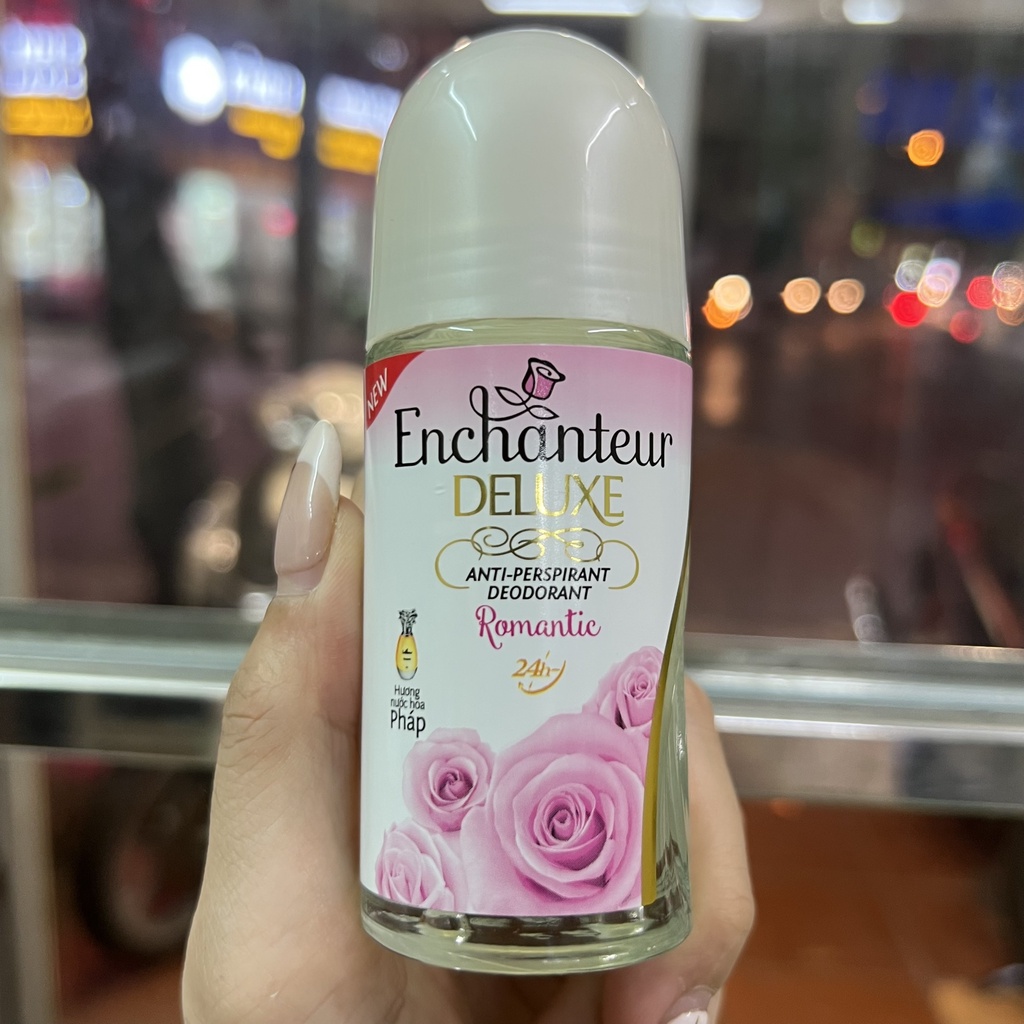 NEW
Enchanteur
DELUXE
ANTI-PERSPIRANT
DEODORANT
Romantic
24h
Hương
nước hoa
Pháp